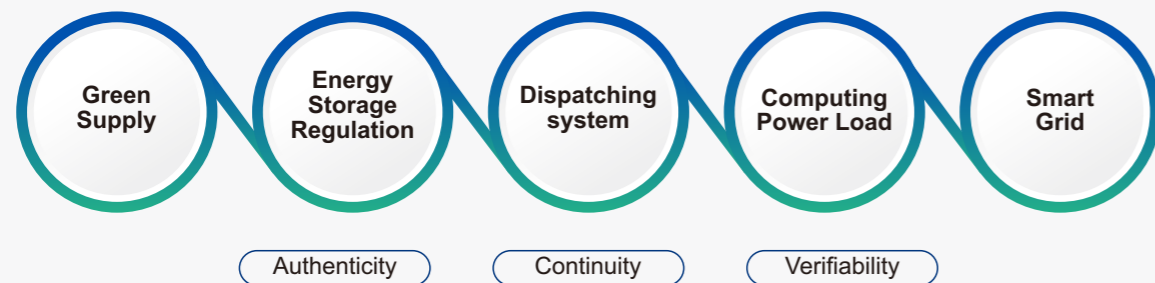 Green
Supply
Energy
Storage
Regulation
Dispatching
system
Computing
Power Load
Smart
Grid
Authenticity
Continuity
Verifiability